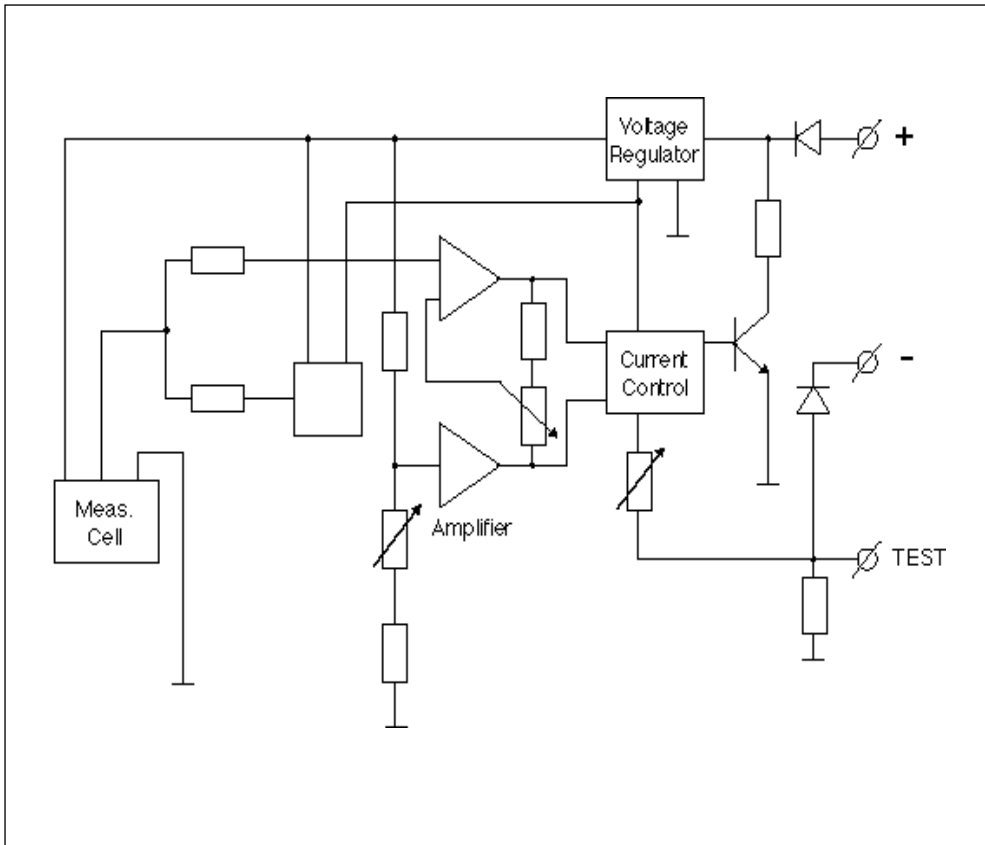 Voltage
Regulator
+
Current
Control
-
Meas.
Cell
Amplifier
TEST